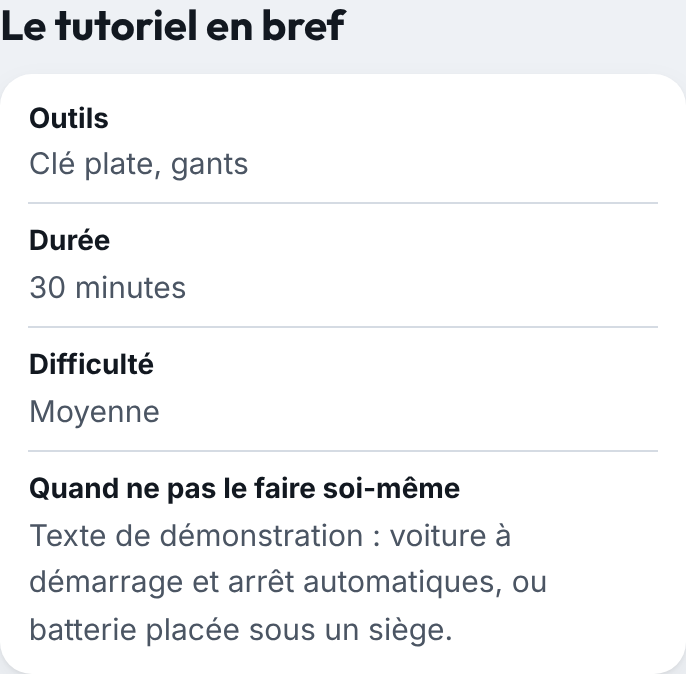 Le tutoriel en bref
Outils
Clé plate, gants
Durée
30 minutes
Difficulté
Moyenne
Quand ne pas le faire soi-même
Texte de démonstration : voiture à
démarrage et arrêt automatiques, ou
batterie placée sous un siège.